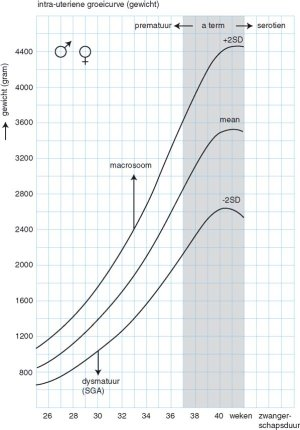 intra-uteriene groeicurve (gewicht)
prematuur a term serotien
+2SD
4400
4000
mean
3600
3200
macrosoom
2800
-2SD
2400
2000
1600
1200
800
dysmatuur
(SGA)
gewicht (gram)
26 28 30 32 34 36 38 40 weken zwanger-
schapsduur